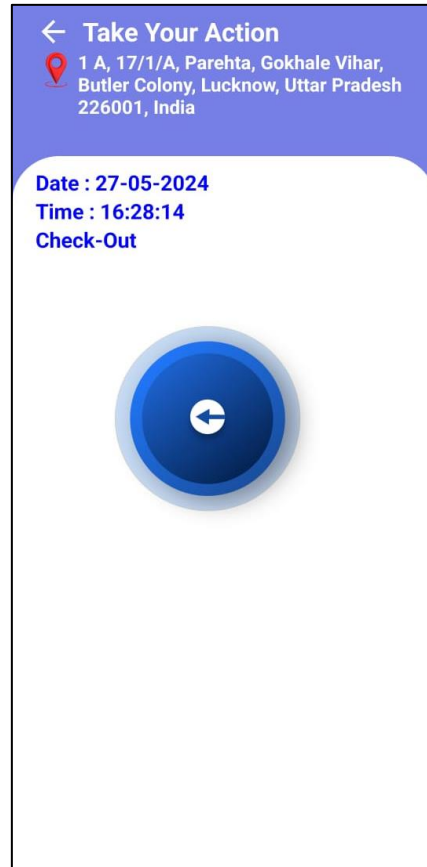 Take Your Action
1 A, 17/1/A, Parehta, Gokhale Vihar,
Butler Colony, Lucknow, Uttar Pradesh
226001, India
Date : 27-05-2024
Time : 16:28:14
Check-Out